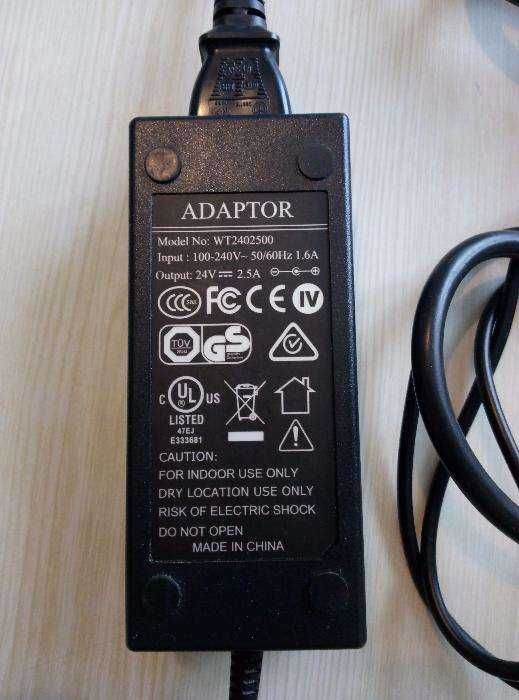 ADAPTOR
Model No: WT2402500
Input : 100-240V~ 50/60Hz 1.6A
Output: 24V⎓ 2.5A
CCC FC CE IV
TÜV GS
C UL US
®
LISTED
47EJ
E333681
CAUTION:
FOR INDOOR USE ONLY
DRY LOCATION USE ONLY
RISK OF ELECTRIC SHOCK
DO NOT OPEN
MADE IN CHINA